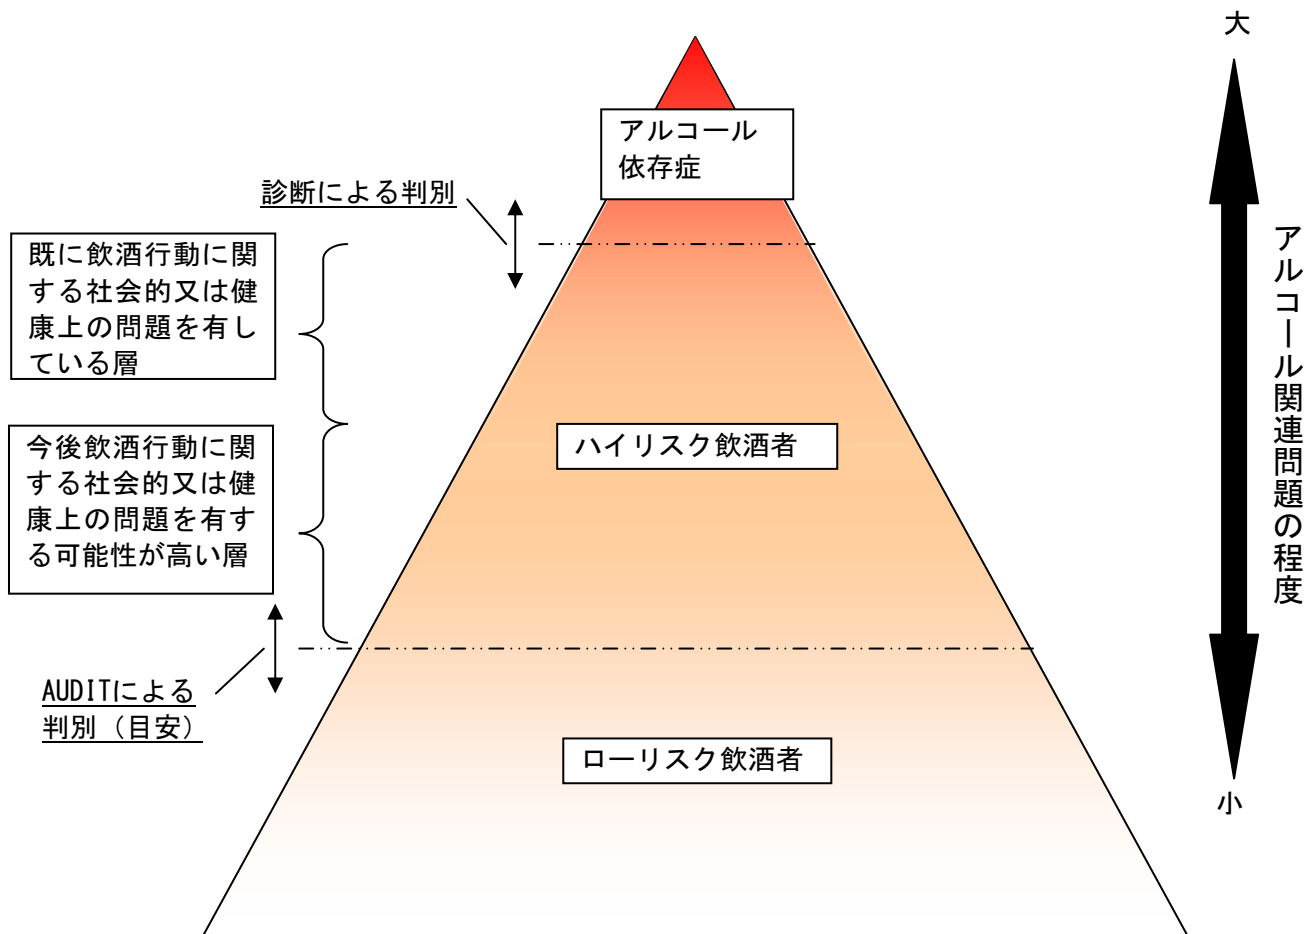 大
アルコール
依存症
診断による判別
既に飲酒行動に関
する社会的又は健
康上の問題を有し
ている層
アルコール関連問題の程度
ハイリスク飲酒者
今後飲酒行動に関
する社会的又は健
康上の問題を有す
る可能性が高い層
AUDITによる
判別（目安）
ローリスク飲酒者
小